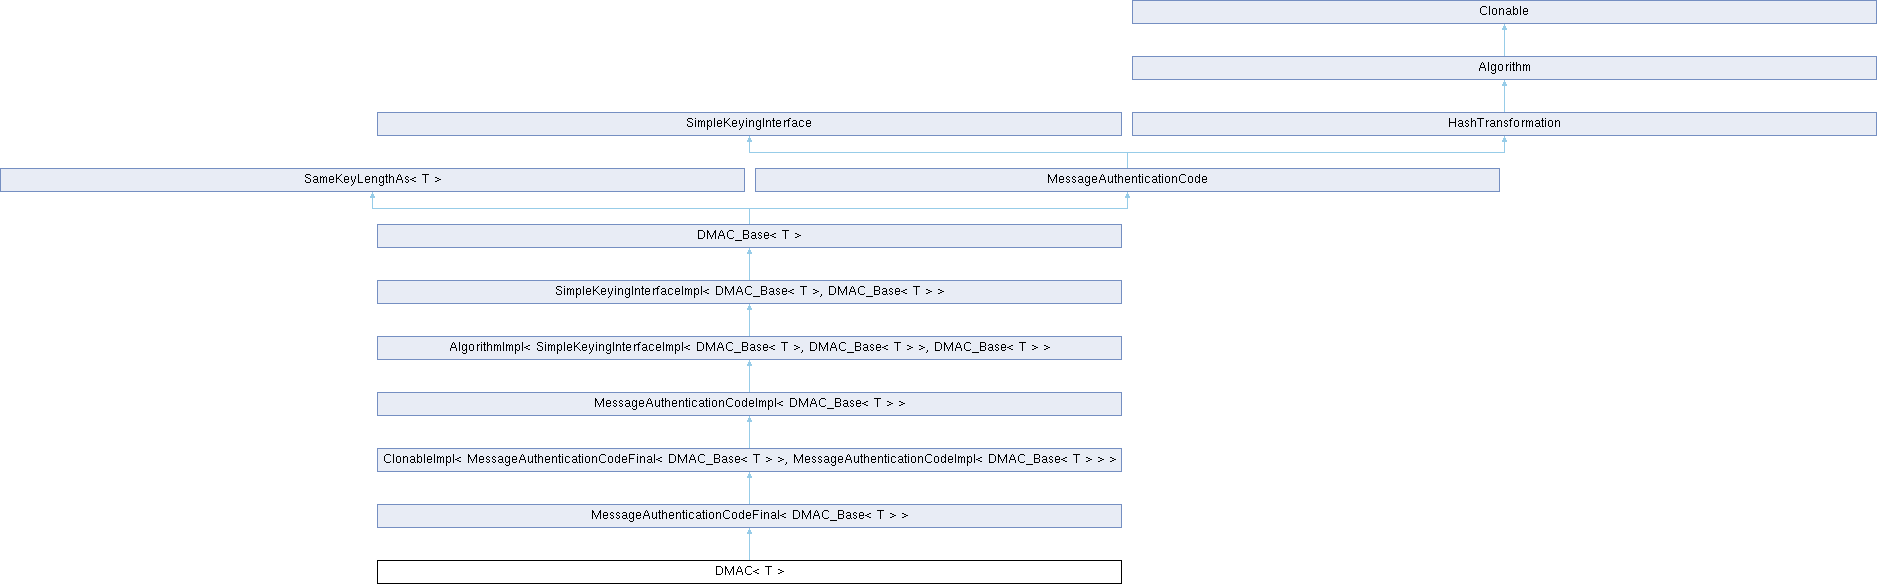 Clonable
Algorithm
SimpleKeyingInterface
HashTransformation
SameKeyLengthAs< T >
MessageAuthenticationCode
DMAC_Base< T >
SimpleKeyingInterfaceImpl< DMAC_Base< T >, DMAC_Base< T > >
AlgorithmImpl< SimpleKeyingInterfaceImpl< DMAC_Base< T >, DMAC_Base< T > >, DMAC_Base< T > >
MessageAuthenticationCodeImpl< DMAC_Base< T > >
ClonableImpl< MessageAuthenticationCodeFinal< DMAC_Base< T > >, MessageAuthenticationCodeImpl< DMAC_Base< T > > >
MessageAuthenticationCodeFinal< DMAC_Base< T > >
DMAC< T >